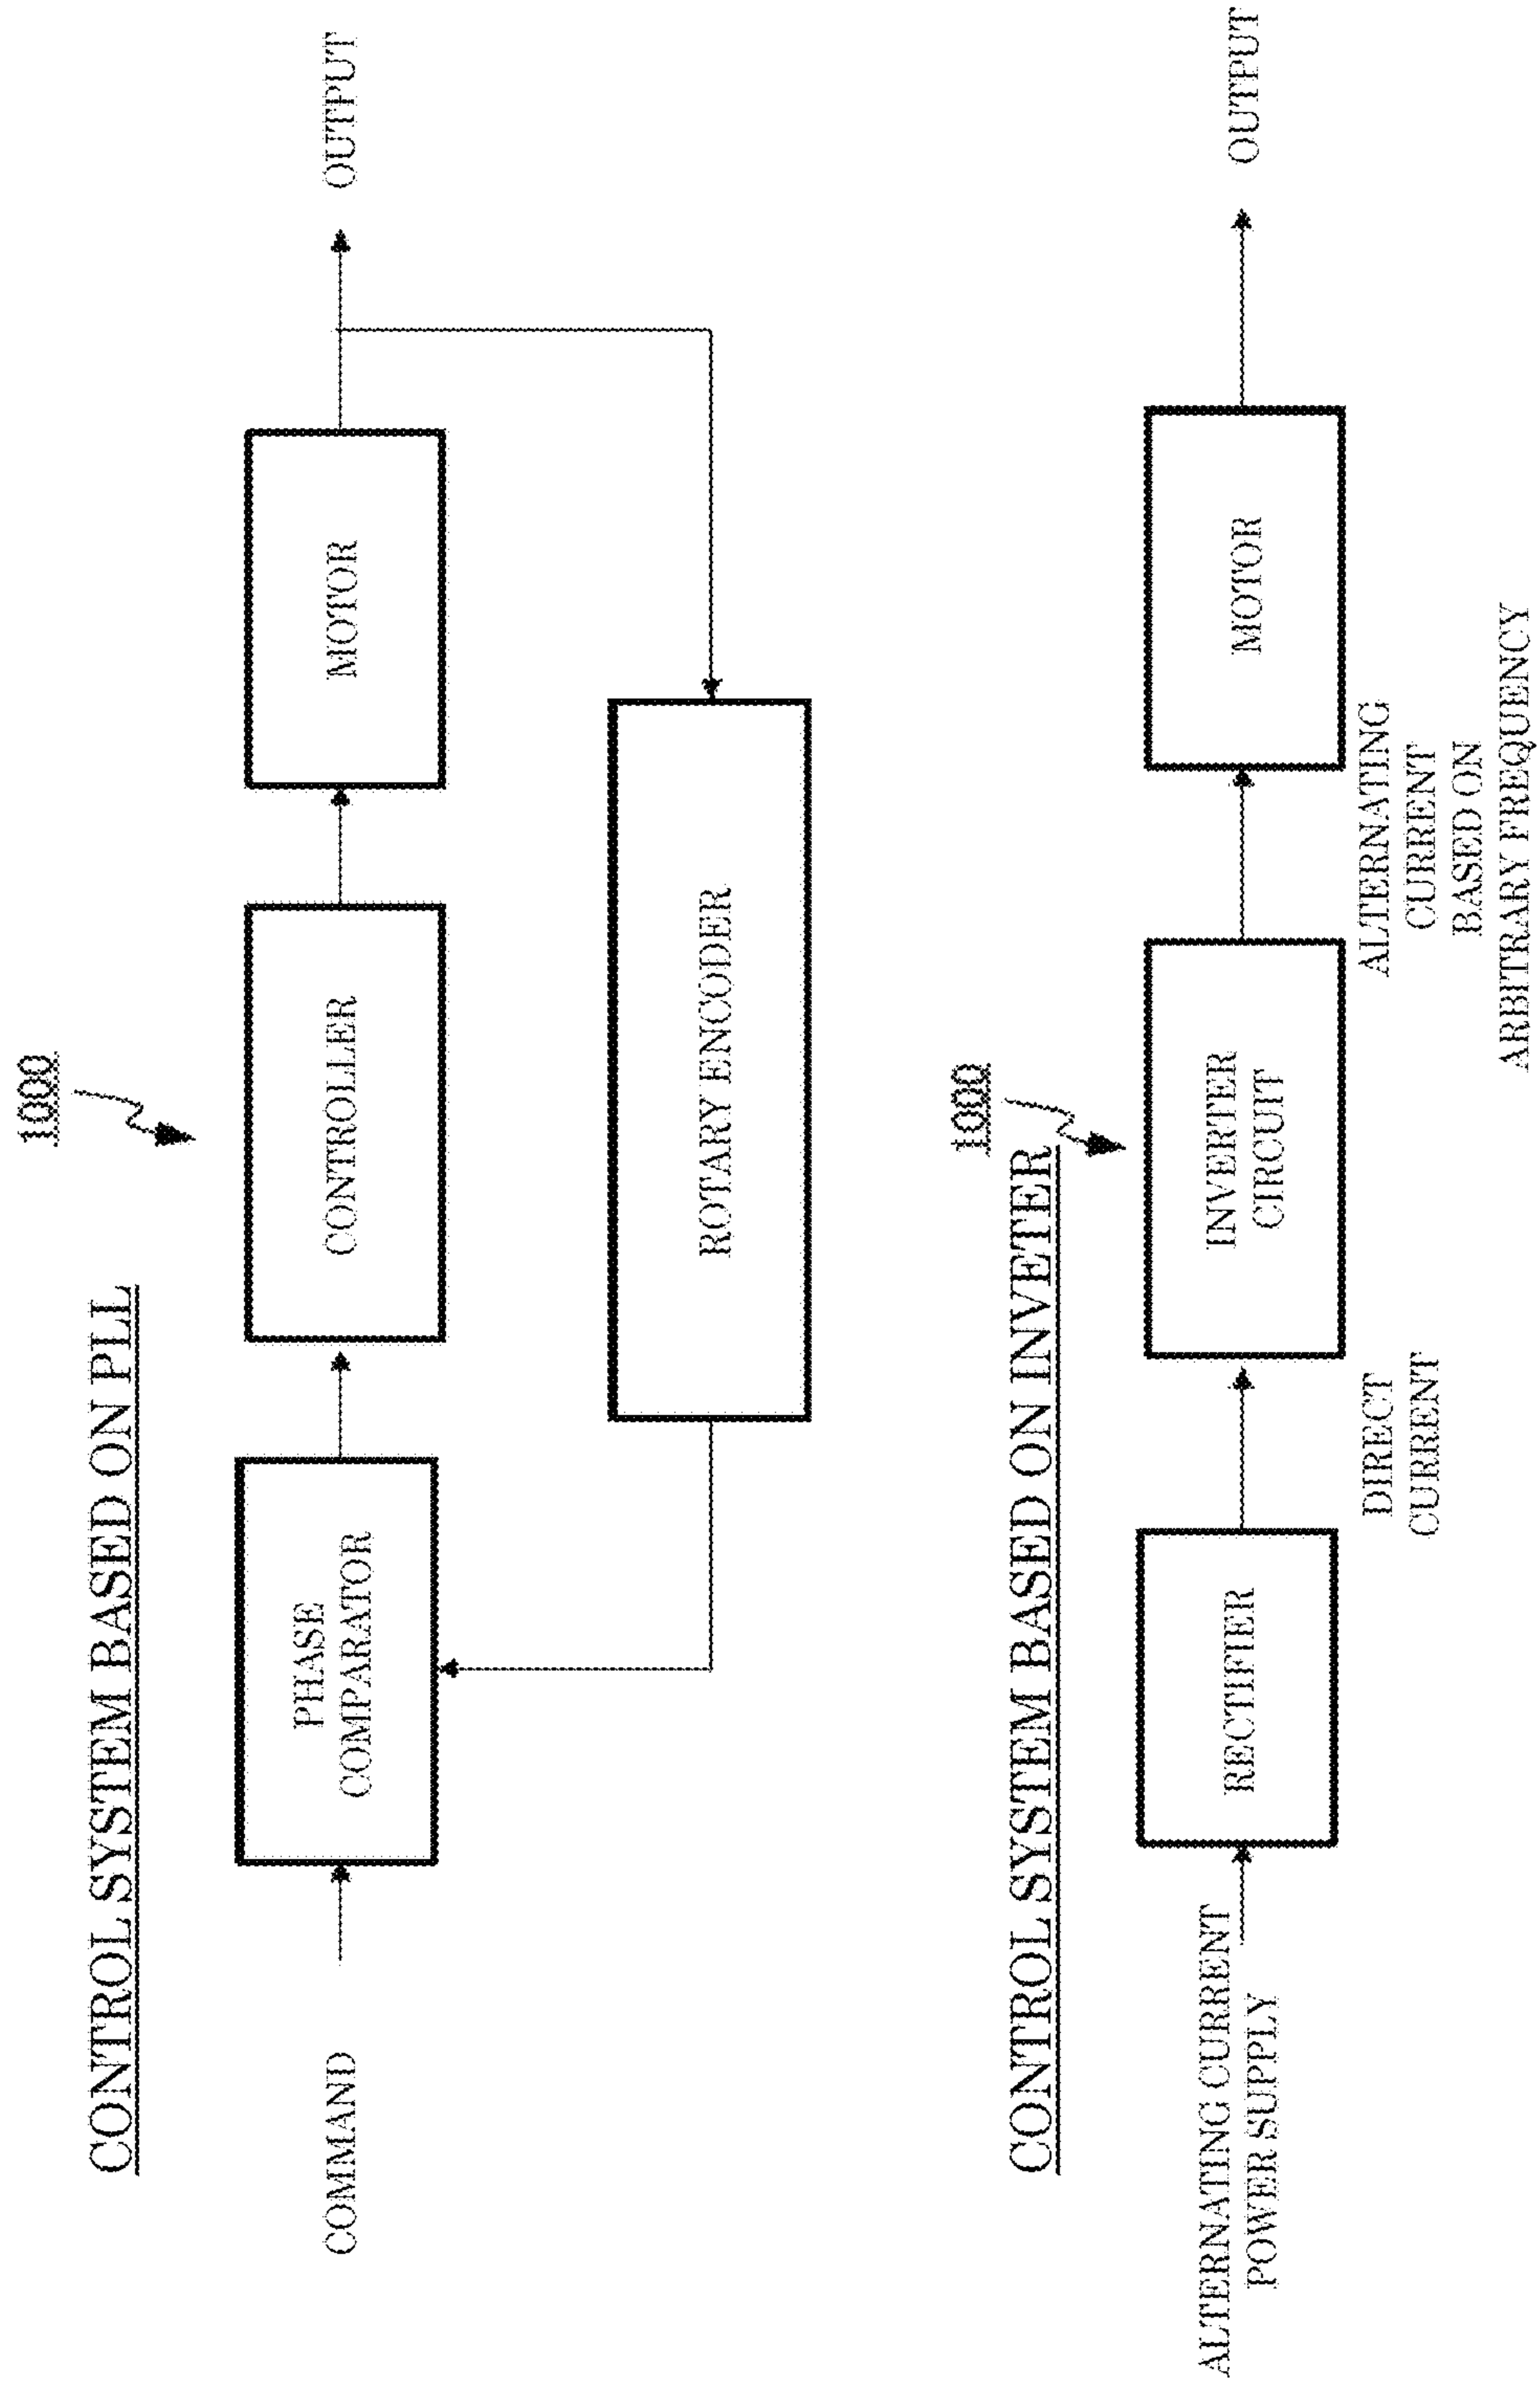 1000
CONTROL SYSTEM BASED ON PLL
COMMAND
PHASE
COMPARATOR
CONTROLLER
MOTOR
OUTPUT
ROTARY ENCODER
1000
CONTROL SYSTEM BASED ON INVETER
ALTERNATING CURRENT
POWER SUPPLY
RECTIFIER
DIRECT
CURRENT
INVERTER
CIRCUIT
ALTERNATING
CURRENT
BASED ON
ARBITRARY FREQUENCY
MOTOR
OUTPUT